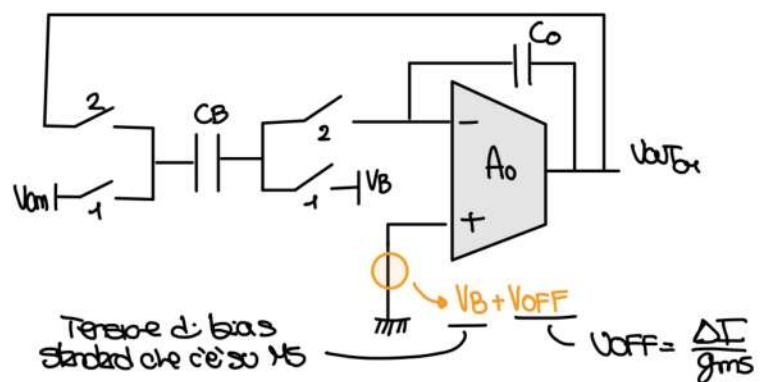 Co
2
CB
2
Vcm
1
1
VB
−
Ao
+
VOUTcm
VB + VOFF
Tensione di bias
standard che c'è su M5
VOFF = ΔI
gm5